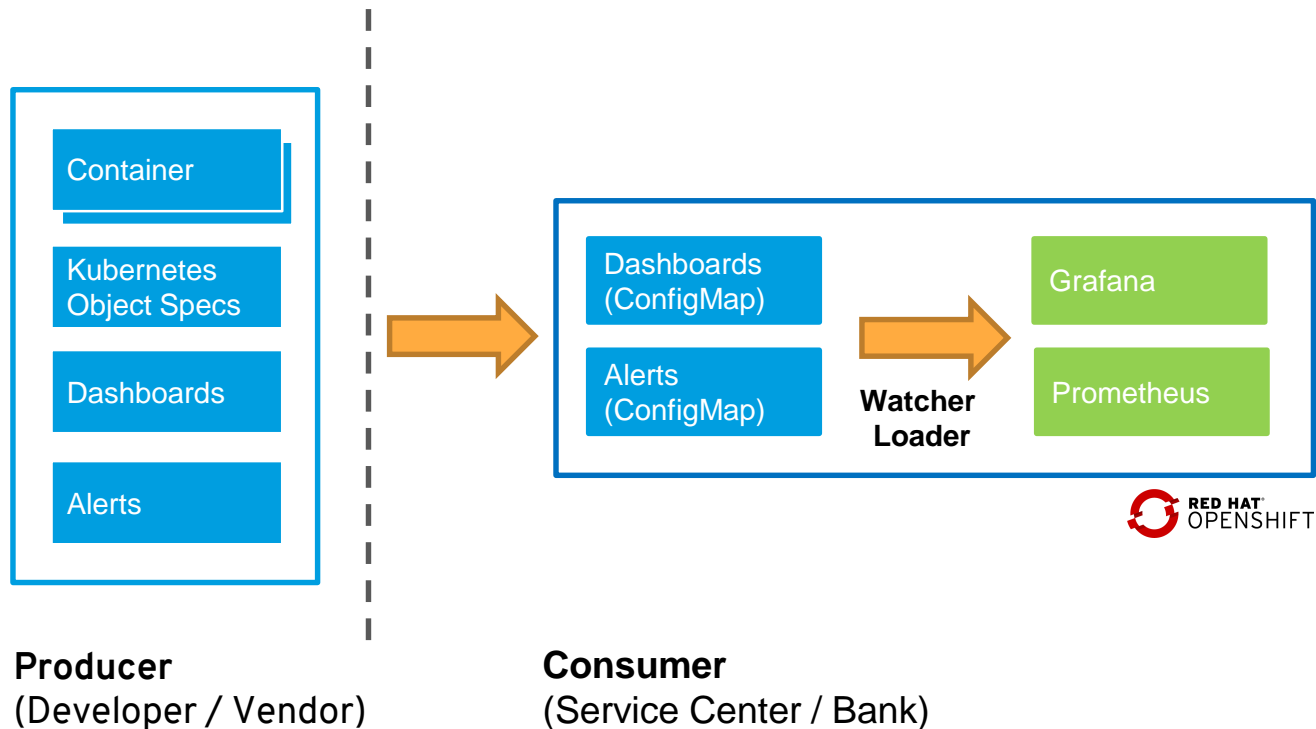 Container
Kubernetes
Object Specs
Dashboards
Alerts
Dashboards
(ConfigMap)
Alerts
(ConfigMap)
Watcher
Loader
Grafana
Prometheus
RED HAT®
OPENSHIFT
Producer
(Developer / Vendor)
Consumer
(Service Center / Bank)